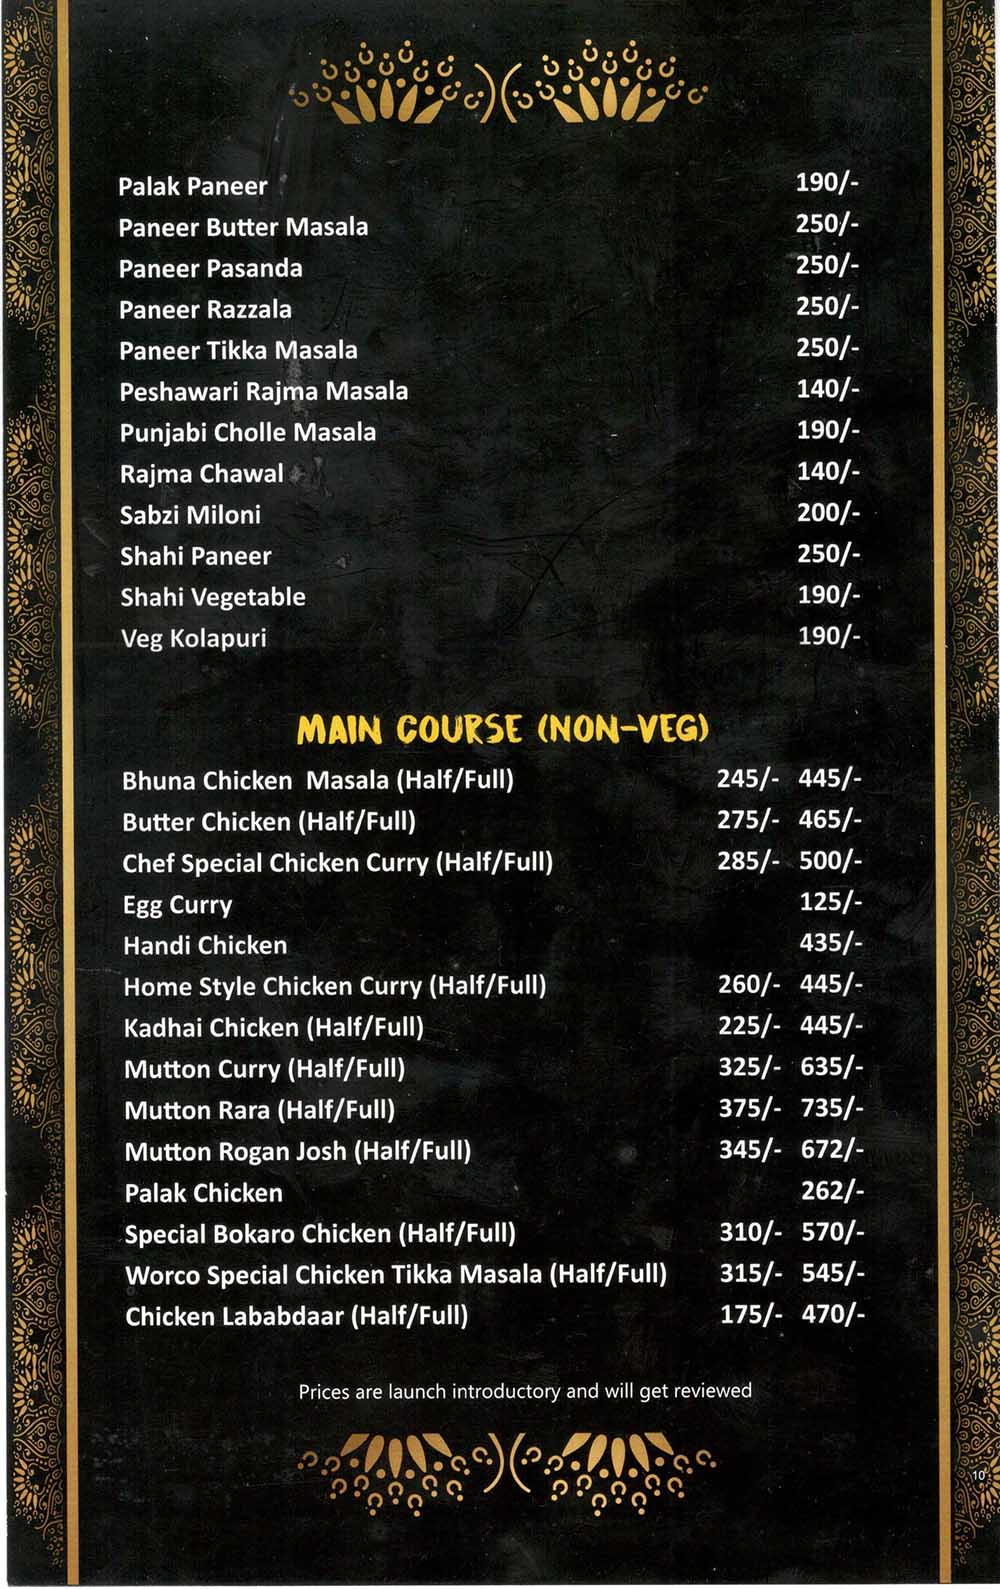 Palak Paneer 190/-
Paneer Butter Masala 250/-
Paneer Pasanda 250/-
Paneer Razzala 250/-
Paneer Tikka Masala 250/-
Peshawari Rajma Masala 140/-
Punjabi Cholle Masala 190/-
Rajma Chawal 140/-
Sabzi Miloni 200/-
Shahi Paneer 250/-
Shahi Vegetable 190/-
Veg Kolapuri 190/-
MAIN COURSE (NON-VEG)
Bhuna Chicken Masala (Half/Full) 245/- 445/-
Butter Chicken (Half/Full) 275/- 465/-
Chef Special Chicken Curry (Half/Full) 285/- 500/-
Egg Curry 125/-
Handi Chicken 435/-
Home Style Chicken Curry (Half/Full) 260/- 445/-
Kadhai Chicken (Half/Full) 225/- 445/-
Mutton Curry (Half/Full) 325/- 635/-
Mutton Rara (Half/Full) 375/- 735/-
Mutton Rogan Josh (Half/Full) 345/- 672/-
Palak Chicken 262/-
Special Bokaro Chicken (Half/Full) 310/- 570/-
Worco Special Chicken Tikka Masala (Half/Full) 315/- 545/-
Chicken Lababdaar (Half/Full) 175/- 470/-
Prices are launch introductory and will get reviewed
10